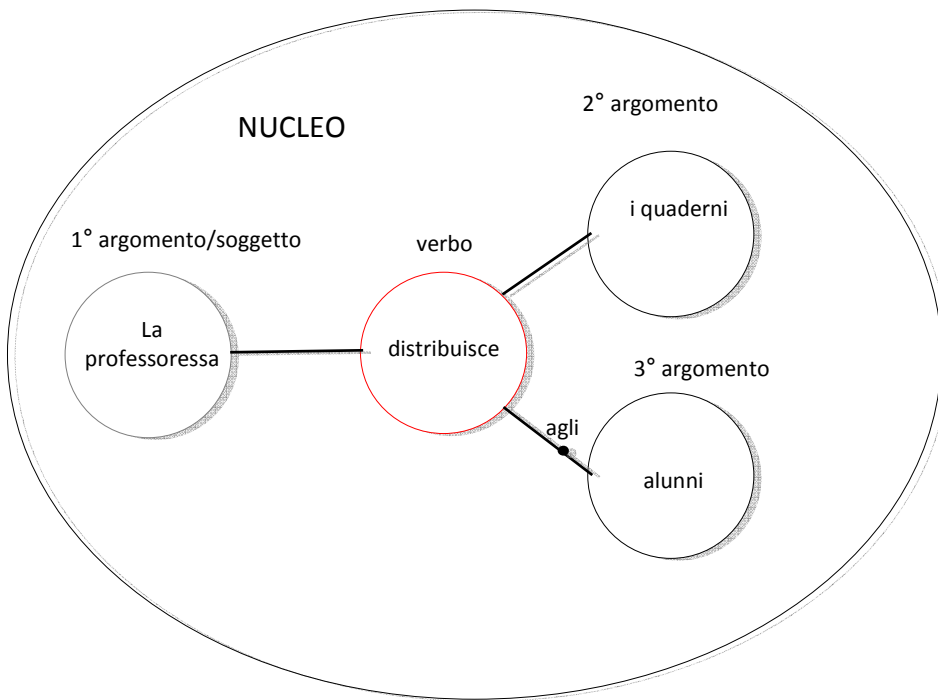 2° argomento
NUCLEO
i quaderni
1° argomento/soggetto
verbo
La
professoressa
distribuisce
3° argomento
agli
alunni